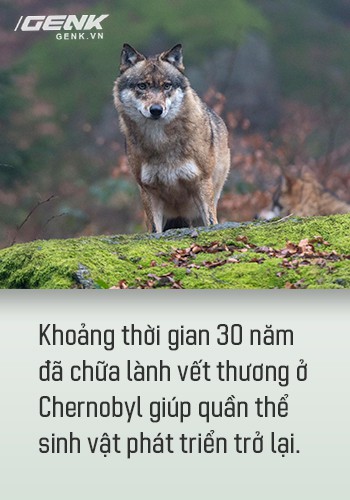 GENK
GENK.VN
Khoảng thời gian 30 năm
đã chữa lành vết thương ở
Chernobyl giúp quần thể
sinh vật phát triển trở lại.